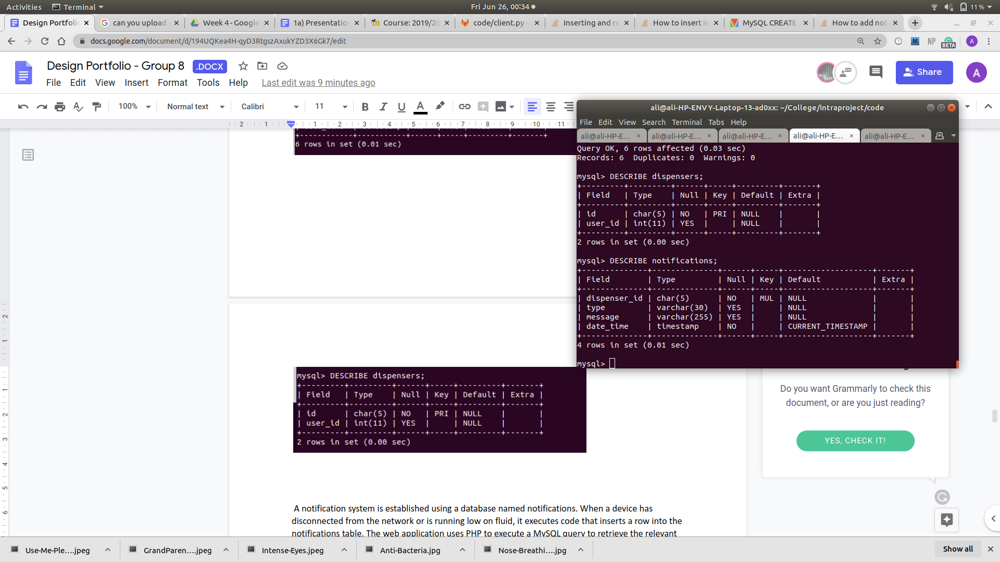 Activities Terminal Fri Jun 26, 00:34 11 %
Design Portfolio can you upload Week 4 - Google 1a) Presentation Course: 2019/20 code/client.py Inserting and re How to insert in MySQL CREATE How to add not
docs.google.com/document/d/194UQKea4H-qyD3RtgszAxukYZD3X6Gk7/edit M NP BETA A
Design Portfolio - Group 8 .DOCX
Share A
File Edit View Insert Format Tools Help Last edit was 9 minutes ago
100% Normal text Calibri 11 B I U A
2 1 1 2 3 4 5 6 7 8 9 10 11
6 rows in set (0.01 sec)
mysql> DESCRIBE dispensers;
+---------+---------+------+-----+---------+-------+
| Field   | Type    | Null | Key | Default | Extra |
+---------+---------+------+-----+---------+-------+
| id      | char(5) | NO   | PRI | NULL    |       |
| user_id | int(11) | YES  |     | NULL    |       |
+---------+---------+------+-----+---------+-------+
2 rows in set (0.00 sec)
A notification system is established using a database named notifications. When a device has
disconnected from the network or is running low on fluid, it executes code that inserts a row into the
notifications table. The web application uses PHP to execute a MySQL query to retrieve the relevant
ali@ali-HP-ENVY-Laptop-13-ad0xx: ~/College/intraproject/code
File Edit View Search Terminal Tabs Help
ali@ali-HP-E... ali@ali-HP-E... ali@ali-HP-E... ali@ali-HP-E... ali@ali-HP-E...
Query OK, 6 rows affected (0.03 sec)
Records: 6  Duplicates: 0  Warnings: 0
mysql> DESCRIBE dispensers;
+---------+---------+------+-----+---------+-------+
| Field   | Type    | Null | Key | Default | Extra |
+---------+---------+------+-----+---------+-------+
| id      | char(5) | NO   | PRI | NULL    |       |
| user_id | int(11) | YES  |     | NULL    |       |
+---------+---------+------+-----+---------+-------+
2 rows in set (0.00 sec)
mysql> DESCRIBE notifications;
+--------------+--------------+------+-----+-------------------+-------+
| Field        | Type         | Null | Key | Default           | Extra |
+--------------+--------------+------+-----+-------------------+-------+
| dispenser_id | char(5)      | NO   | MUL | NULL              |       |
| type         | varchar(30)  | YES  |     | NULL              |       |
| message      | varchar(255) | YES  |     | NULL              |       |
| date_time    | timestamp    | NO   |     | CURRENT_TIMESTAMP |       |
+--------------+--------------+------+-----+-------------------+-------+
4 rows in set (0.01 sec)
mysql>
Do you want Grammarly to check this
document, or are you just reading?
YES, CHECK IT!
2
1
1
2
3
4
5
6
Use-Me-Ple....jpeg GrandParen....jpeg Intense-Eyes.jpeg Anti-Bacteria.jpg Nose-Breathi....jpg Show all